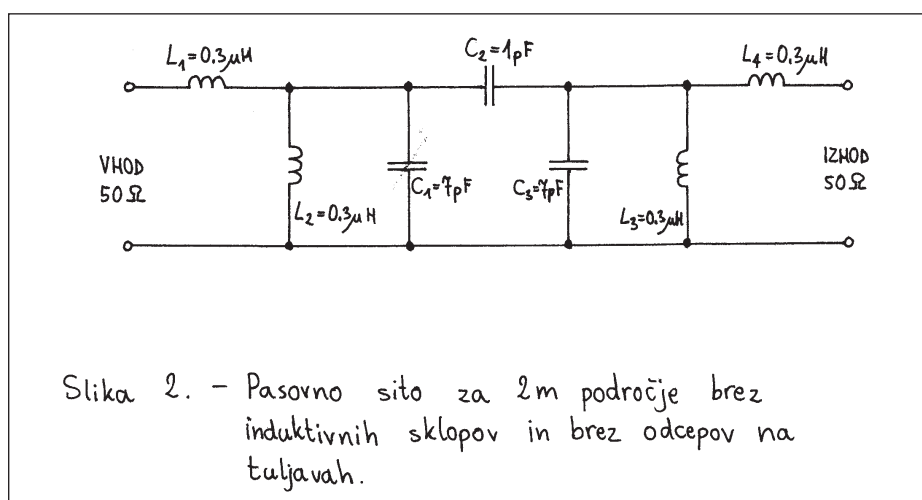 L₁=0.3μH
C₂=1pF
L₄=0.3μH
VHOD
50Ω
C₁=7pF
C₃=7pF
IZHOD
50Ω
L₂=0.3μH
L₃=0.3μH
Slika 2. - Pasovno sito za 2m področje brez
induktivnih sklopov in brez odcepov na
tuljavah.